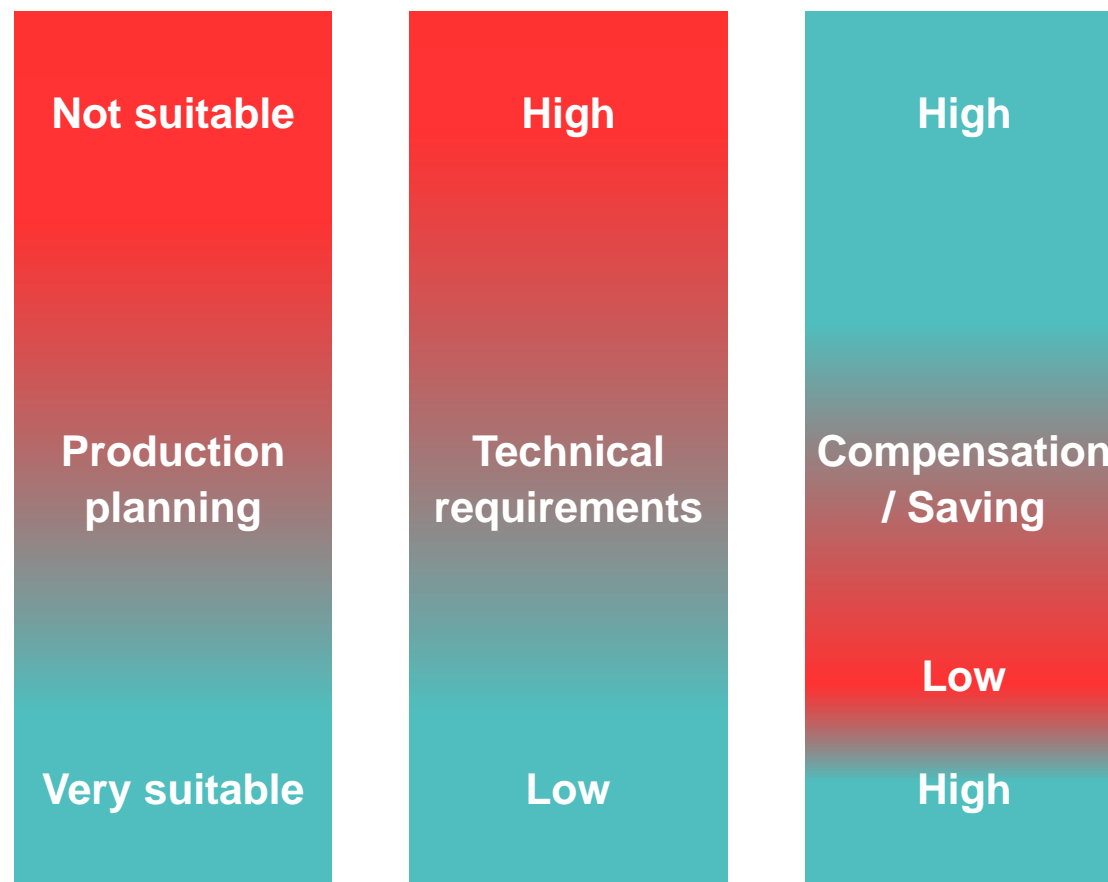 Not suitable
Production
planning
Very suitable
High
Technical
requirements
Low
High
Compensation
/ Saving
Low
High